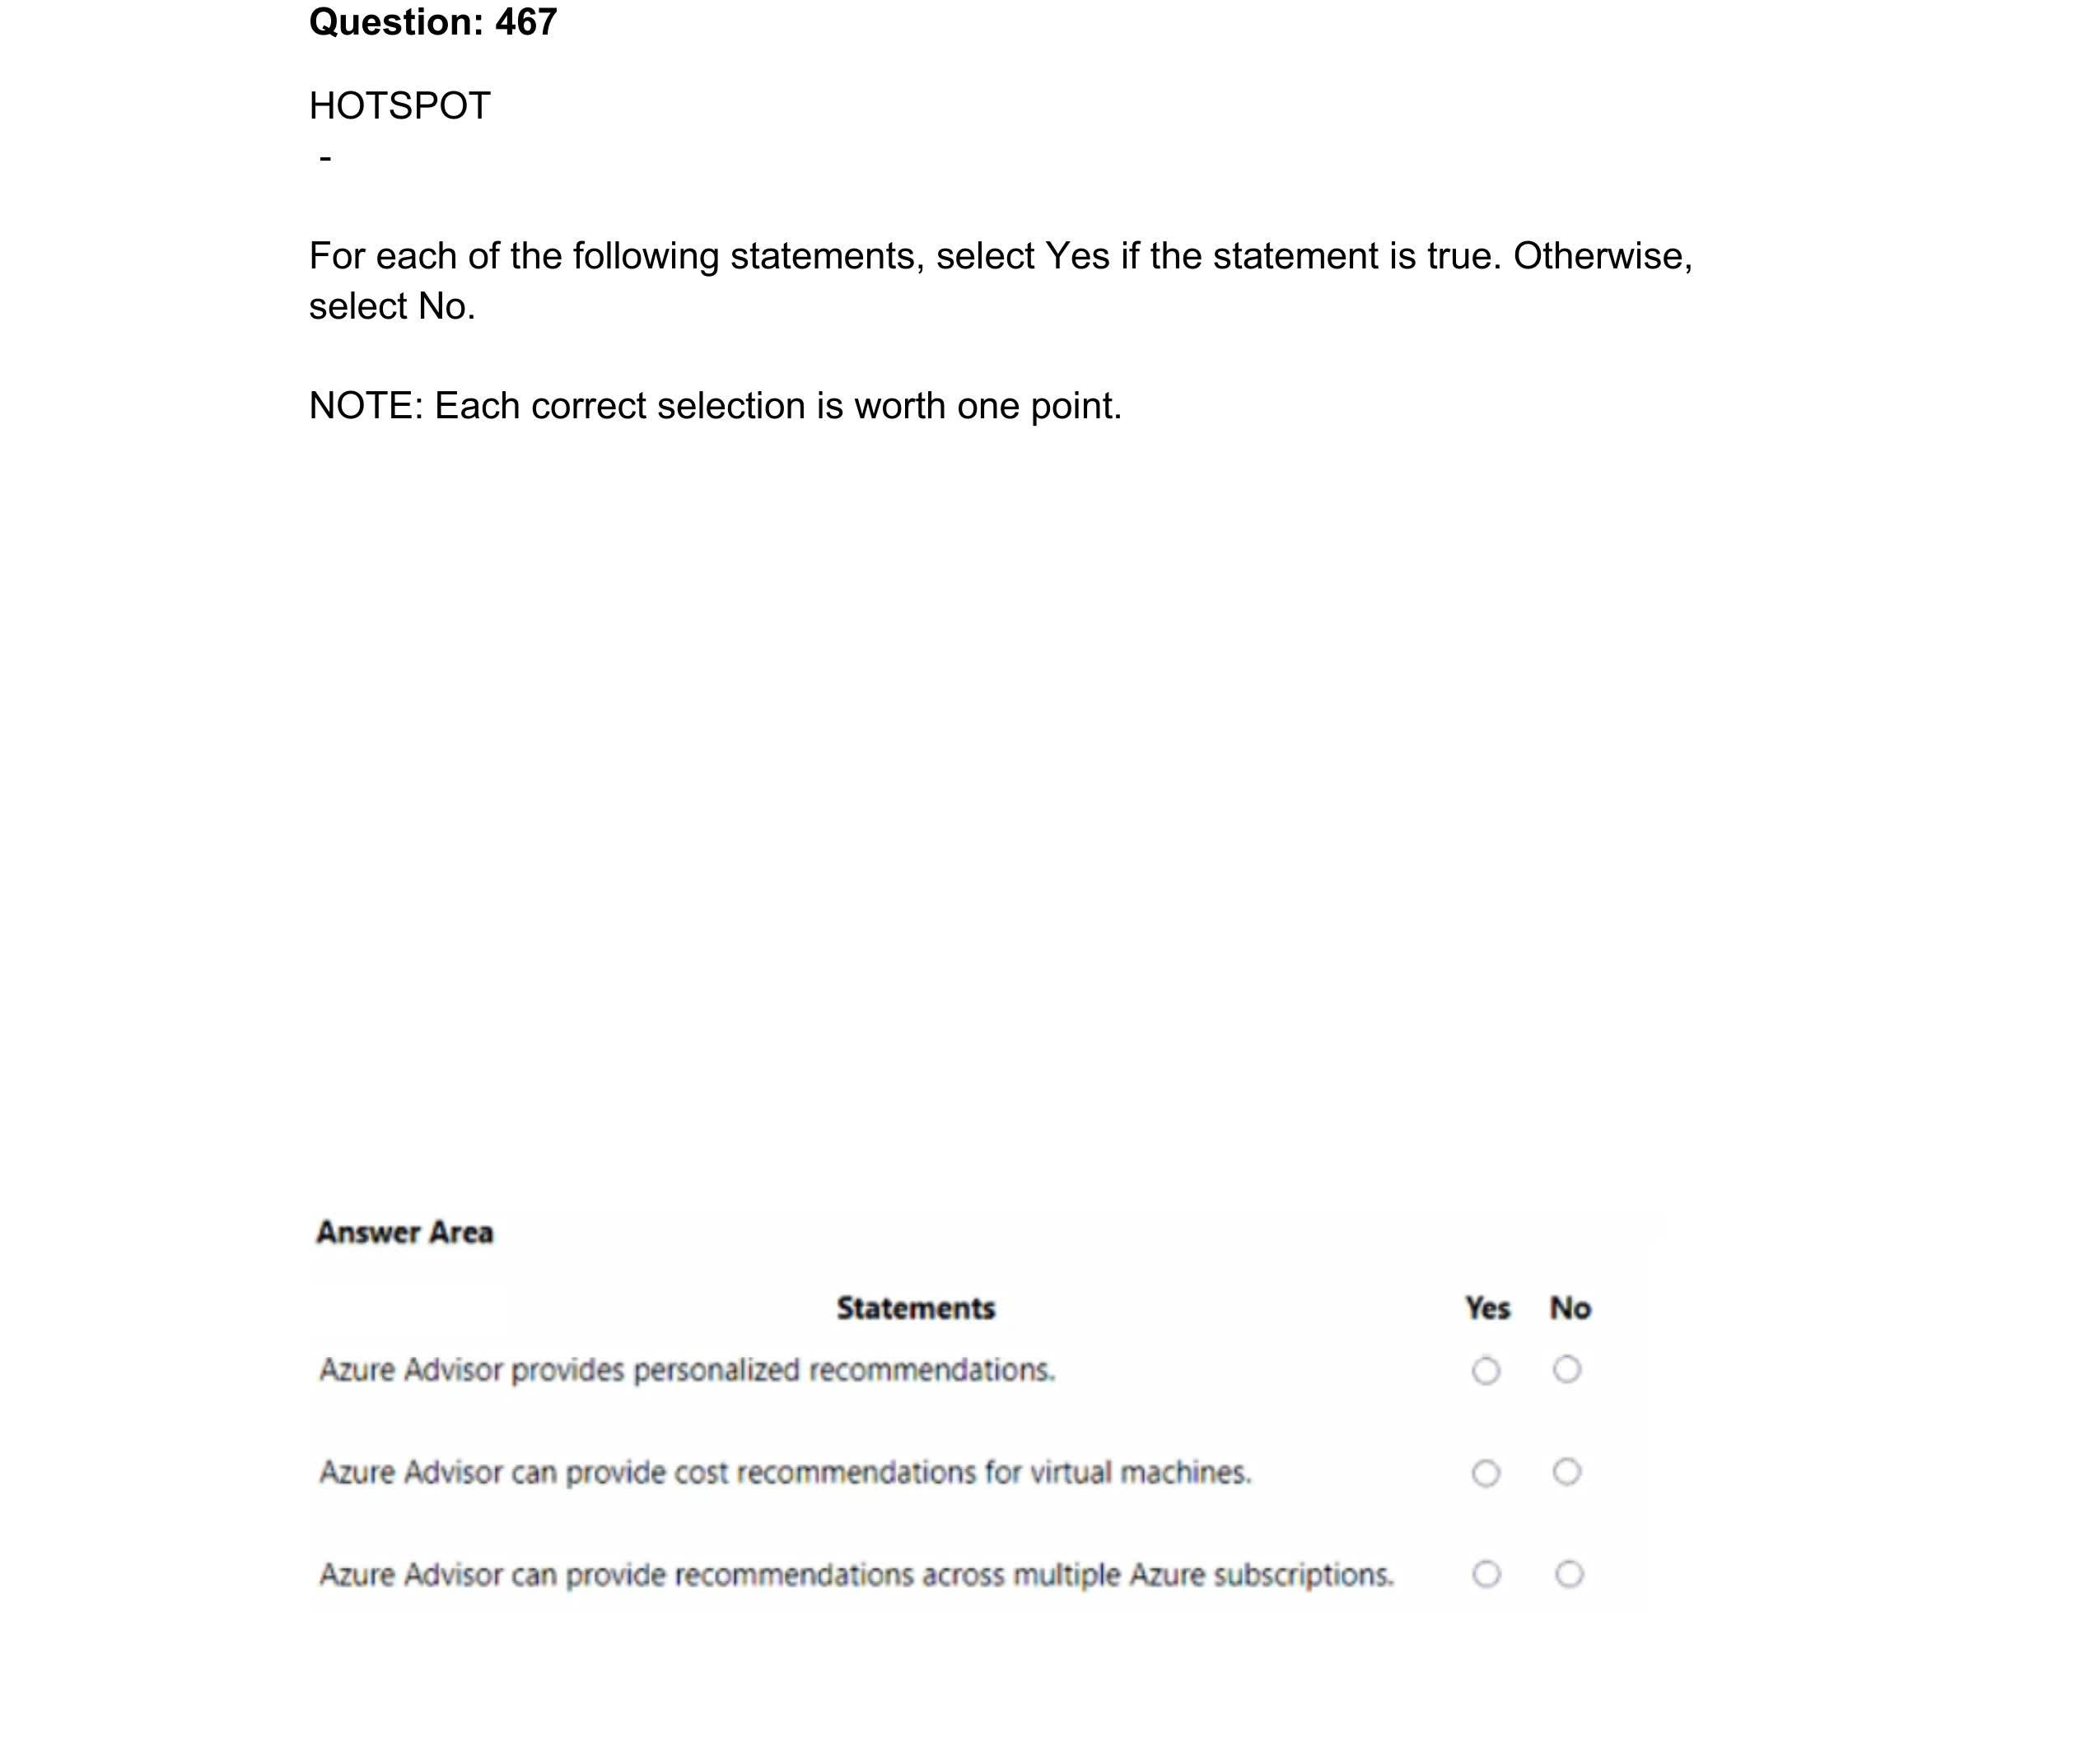 Question: 467
HOTSPOT
-
For each of the following statements, select Yes if the statement is true. Otherwise,
select No.
NOTE: Each correct selection is worth one point.
Answer Area
Statements Yes No
Azure Advisor provides personalized recommendations.
Azure Advisor can provide cost recommendations for virtual machines.
Azure Advisor can provide recommendations across multiple Azure subscriptions.